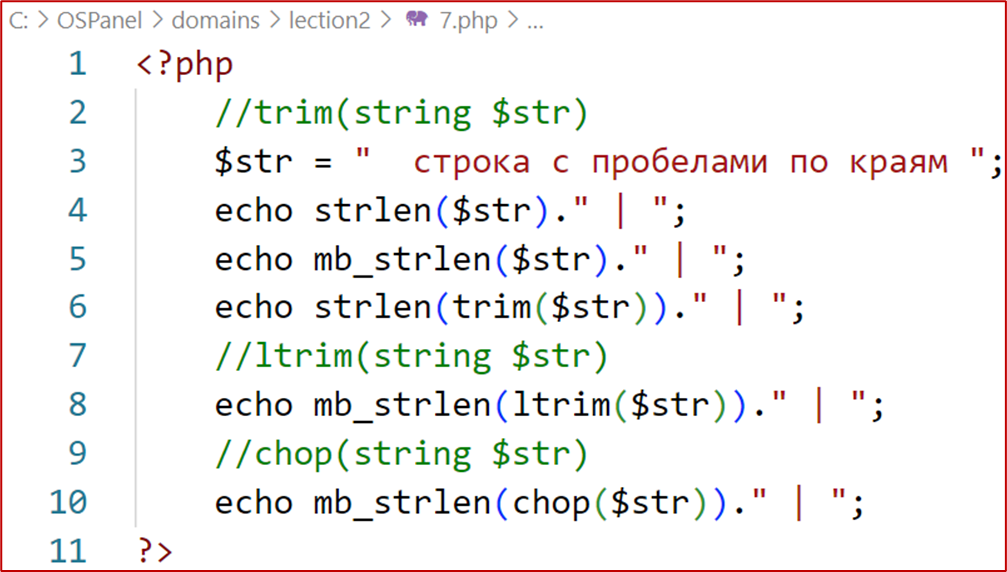 C: > OSPanel > domains > lection2 > 7.php > ...
1 <?php
2 //trim(string $str)
3 $str = "  строка с пробелами по краям ";
4 echo strlen($str)." | ";
5 echo mb_strlen($str)." | ";
6 echo strlen(trim($str))." | ";
7 //ltrim(string $str)
8 echo mb_strlen(ltrim($str))." | ";
9 //chop(string $str)
10 echo mb_strlen(chop($str))." | ";
11 ?>